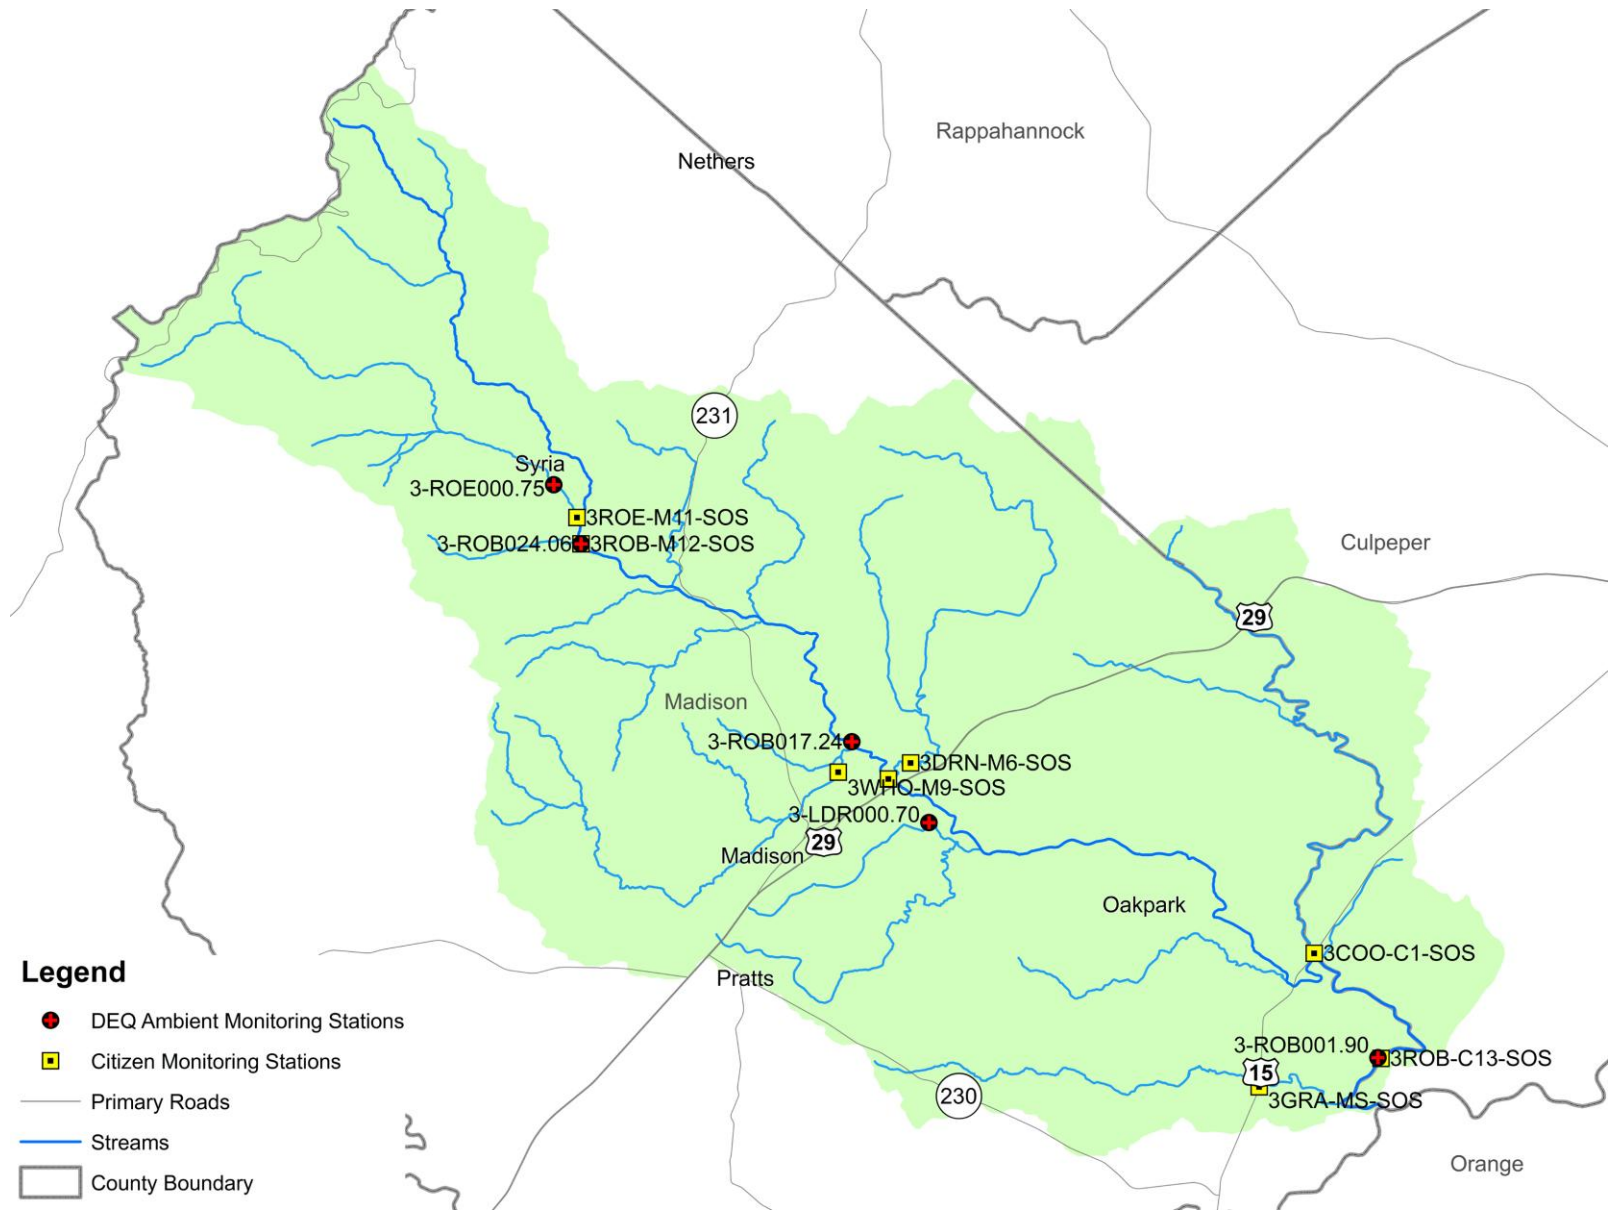 Rappahannock
Nethers
231
Syria
3-ROE000.75
3ROE-M11-SOS
3-ROB024.06
3ROB-M12-SOS
Culpeper
29
Madison
3-ROB017.24
3DRN-M6-SOS
3WHO-M9-SOS
3-LDR000.70
29
Madison
Oakpark
3COO-C1-SOS
Pratts
3-ROB001.90
3ROB-C13-SOS
15
230
3GRA-MS-SOS
Orange
Legend
DEQ Ambient Monitoring Stations
Citizen Monitoring Stations
Primary Roads
Streams
County Boundary